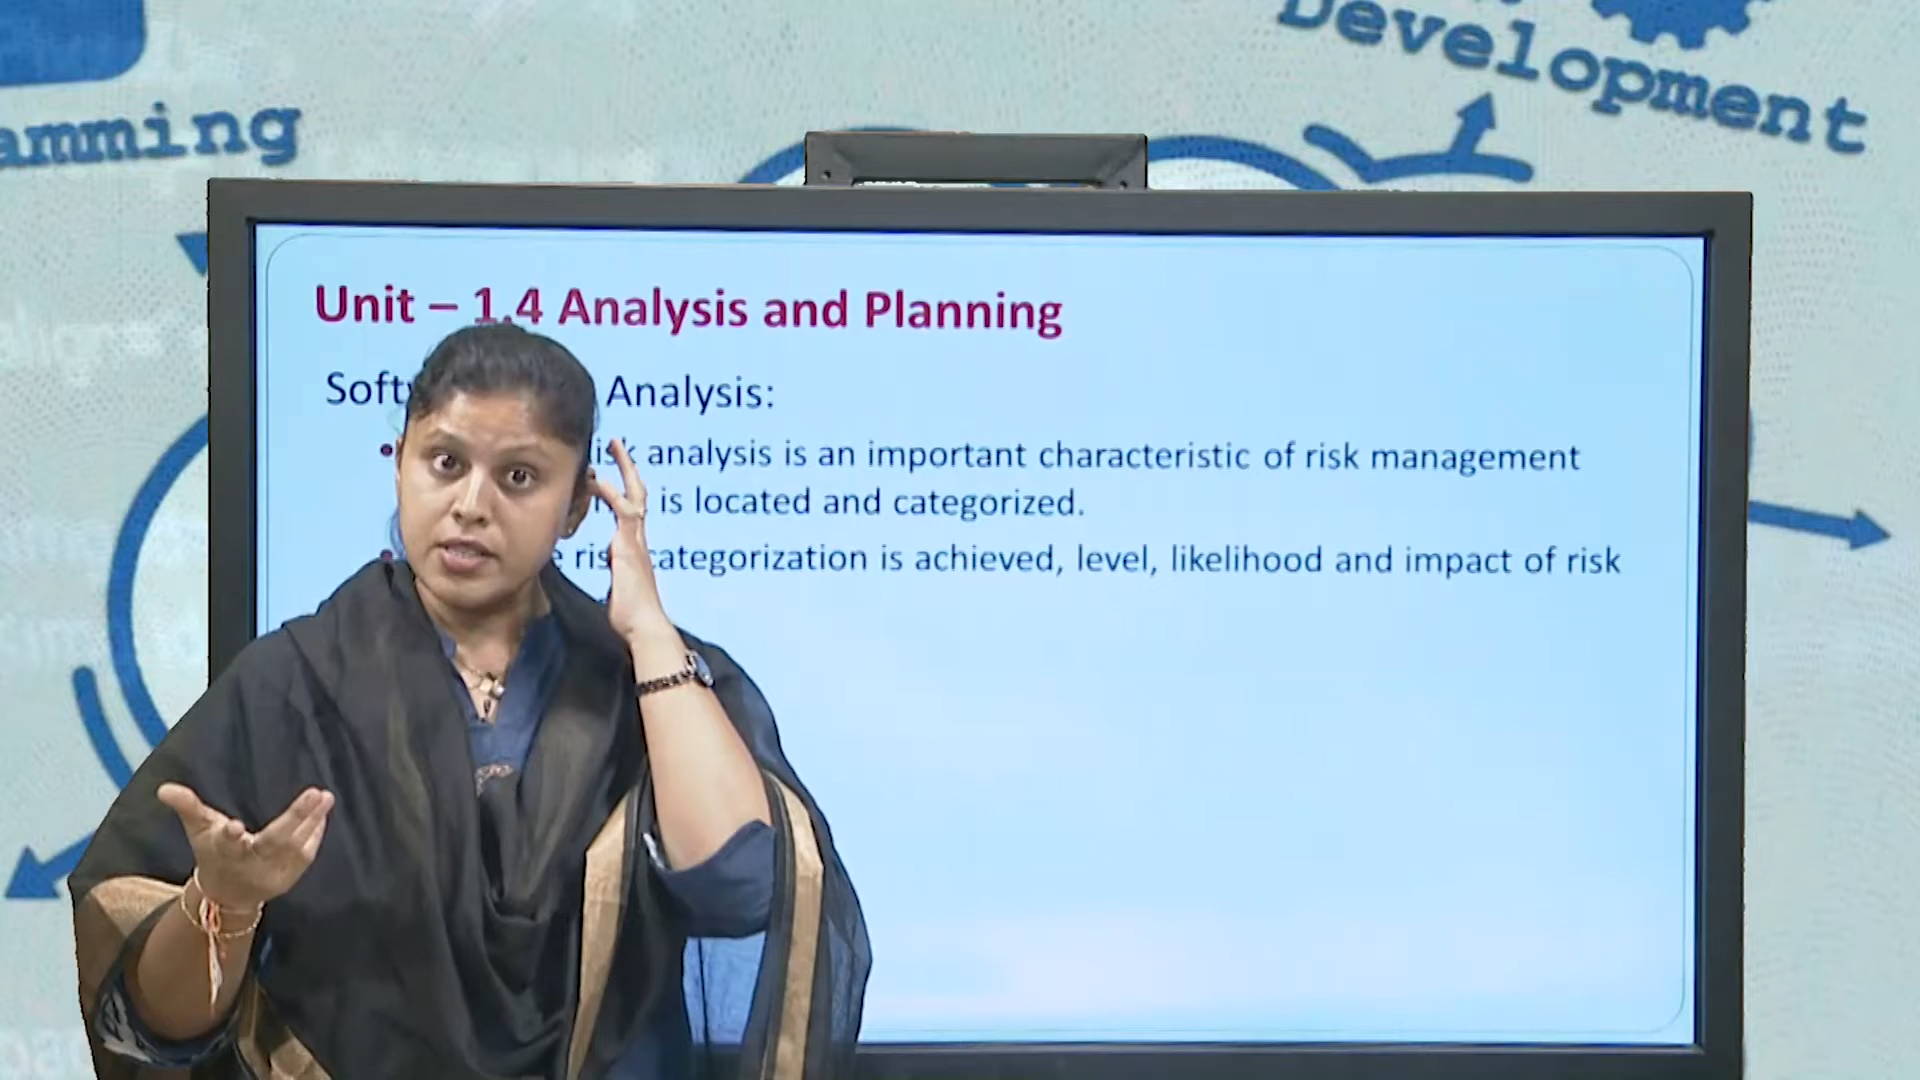 Development
amming
Unit – 1.4 Analysis and Planning
Soft Analysis:
analysis is an important characteristic of risk management
is located and categorized.
categorization is achieved, level, likelihood and impact of risk